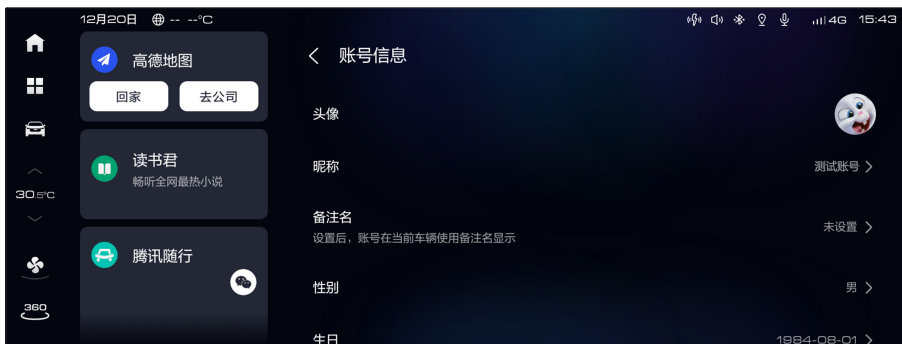 12月20日 -- --°C
4G 15:43
高德地图
回家 去公司
读书君
畅听全网最热小说
腾讯随行
30.5°C
360
账号信息
头像
昵称 测试账号
备注名
设置后，账号在当前车辆使用备注名显示
未设置
性别 男
生日 1984-08-01